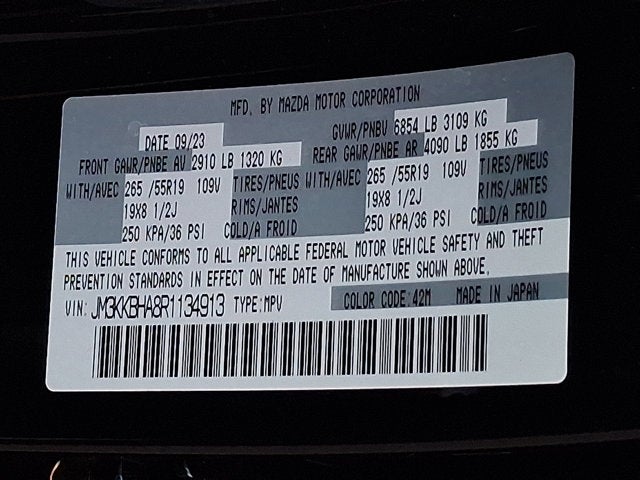 MFD. BY MAZDA MOTOR CORPORATION
DATE 09/23 GVWR/PNBV 6854 LB 3109 KG
FRONT GAWR/PNBE AV 2910 LB 1320 KG REAR GAWR/PNBE AR 4090 LB 1855 KG
WITH/AVEC 265 /55R19 109V TIRES/PNEUS WITH/AVEC 265 /55R19 109V TIRES/PNEUS
19X8 1/2J RIMS/JANTES 19X8 1/2J RIMS/JANTES
250 KPA/36 PSI COLD/A FROID 250 KPA/36 PSI COLD/A FROID
THIS VEHICLE CONFORMS TO ALL APPLICABLE FEDERAL MOTOR VEHICLE SAFETY AND THEFT
PREVENTION STANDARDS IN EFFECT ON THE DATE OF MANUFACTURE SHOWN ABOVE.
VIN: JM3KKBHA8R1134913 TYPE:MPV COLOR CODE:42M MADE IN JAPAN